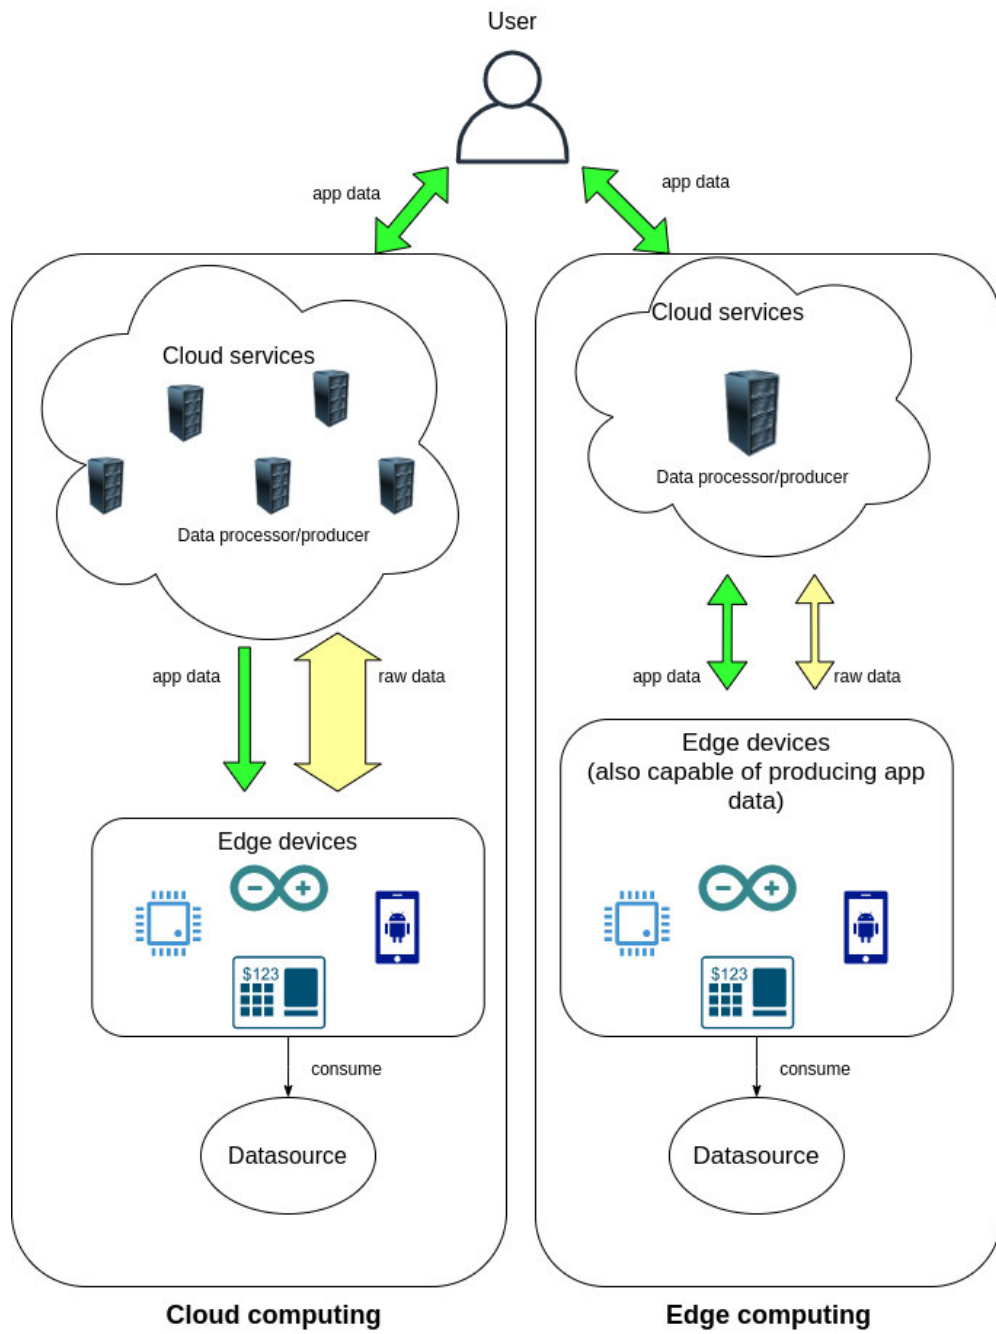 User
app data
app data
Cloud services
Data processor/producer
app data
raw data
Edge devices
$123
consume
Datasource
Cloud computing
Cloud services
Data processor/producer
app data
raw data
Edge devices
(also capable of producing app
data)
$123
consume
Datasource
Edge computing